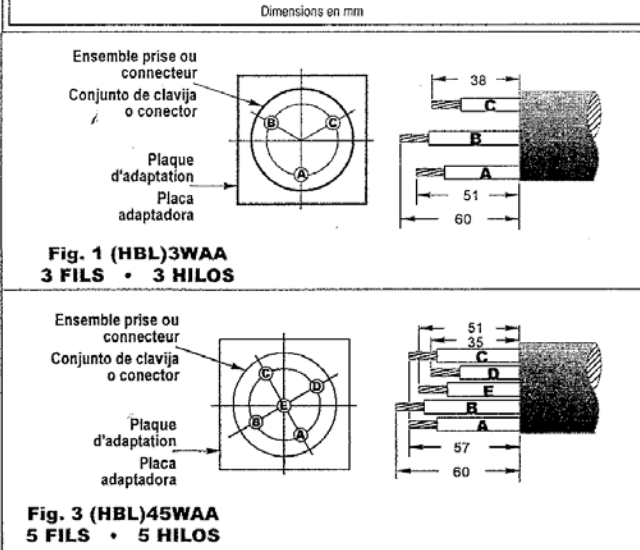 Dimensions en mm
Ensemble prise ou
connecteur
Conjunto de clavija
o conector
Plaque
d'adaptation
Placa
adaptadora
B
C
A
38
C
B
A
51
60
Fig. 1 (HBL)3WAA
3 FILS • 3 HILOS
Ensemble prise ou
connecteur
Conjunto de clavija
o conector
Plaque
d'adaptation
Placa
adaptadora
C
D
E
B
A
51
35
C
D
E
B
A
57
60
Fig. 3 (HBL)45WAA
5 FILS • 5 HILOS